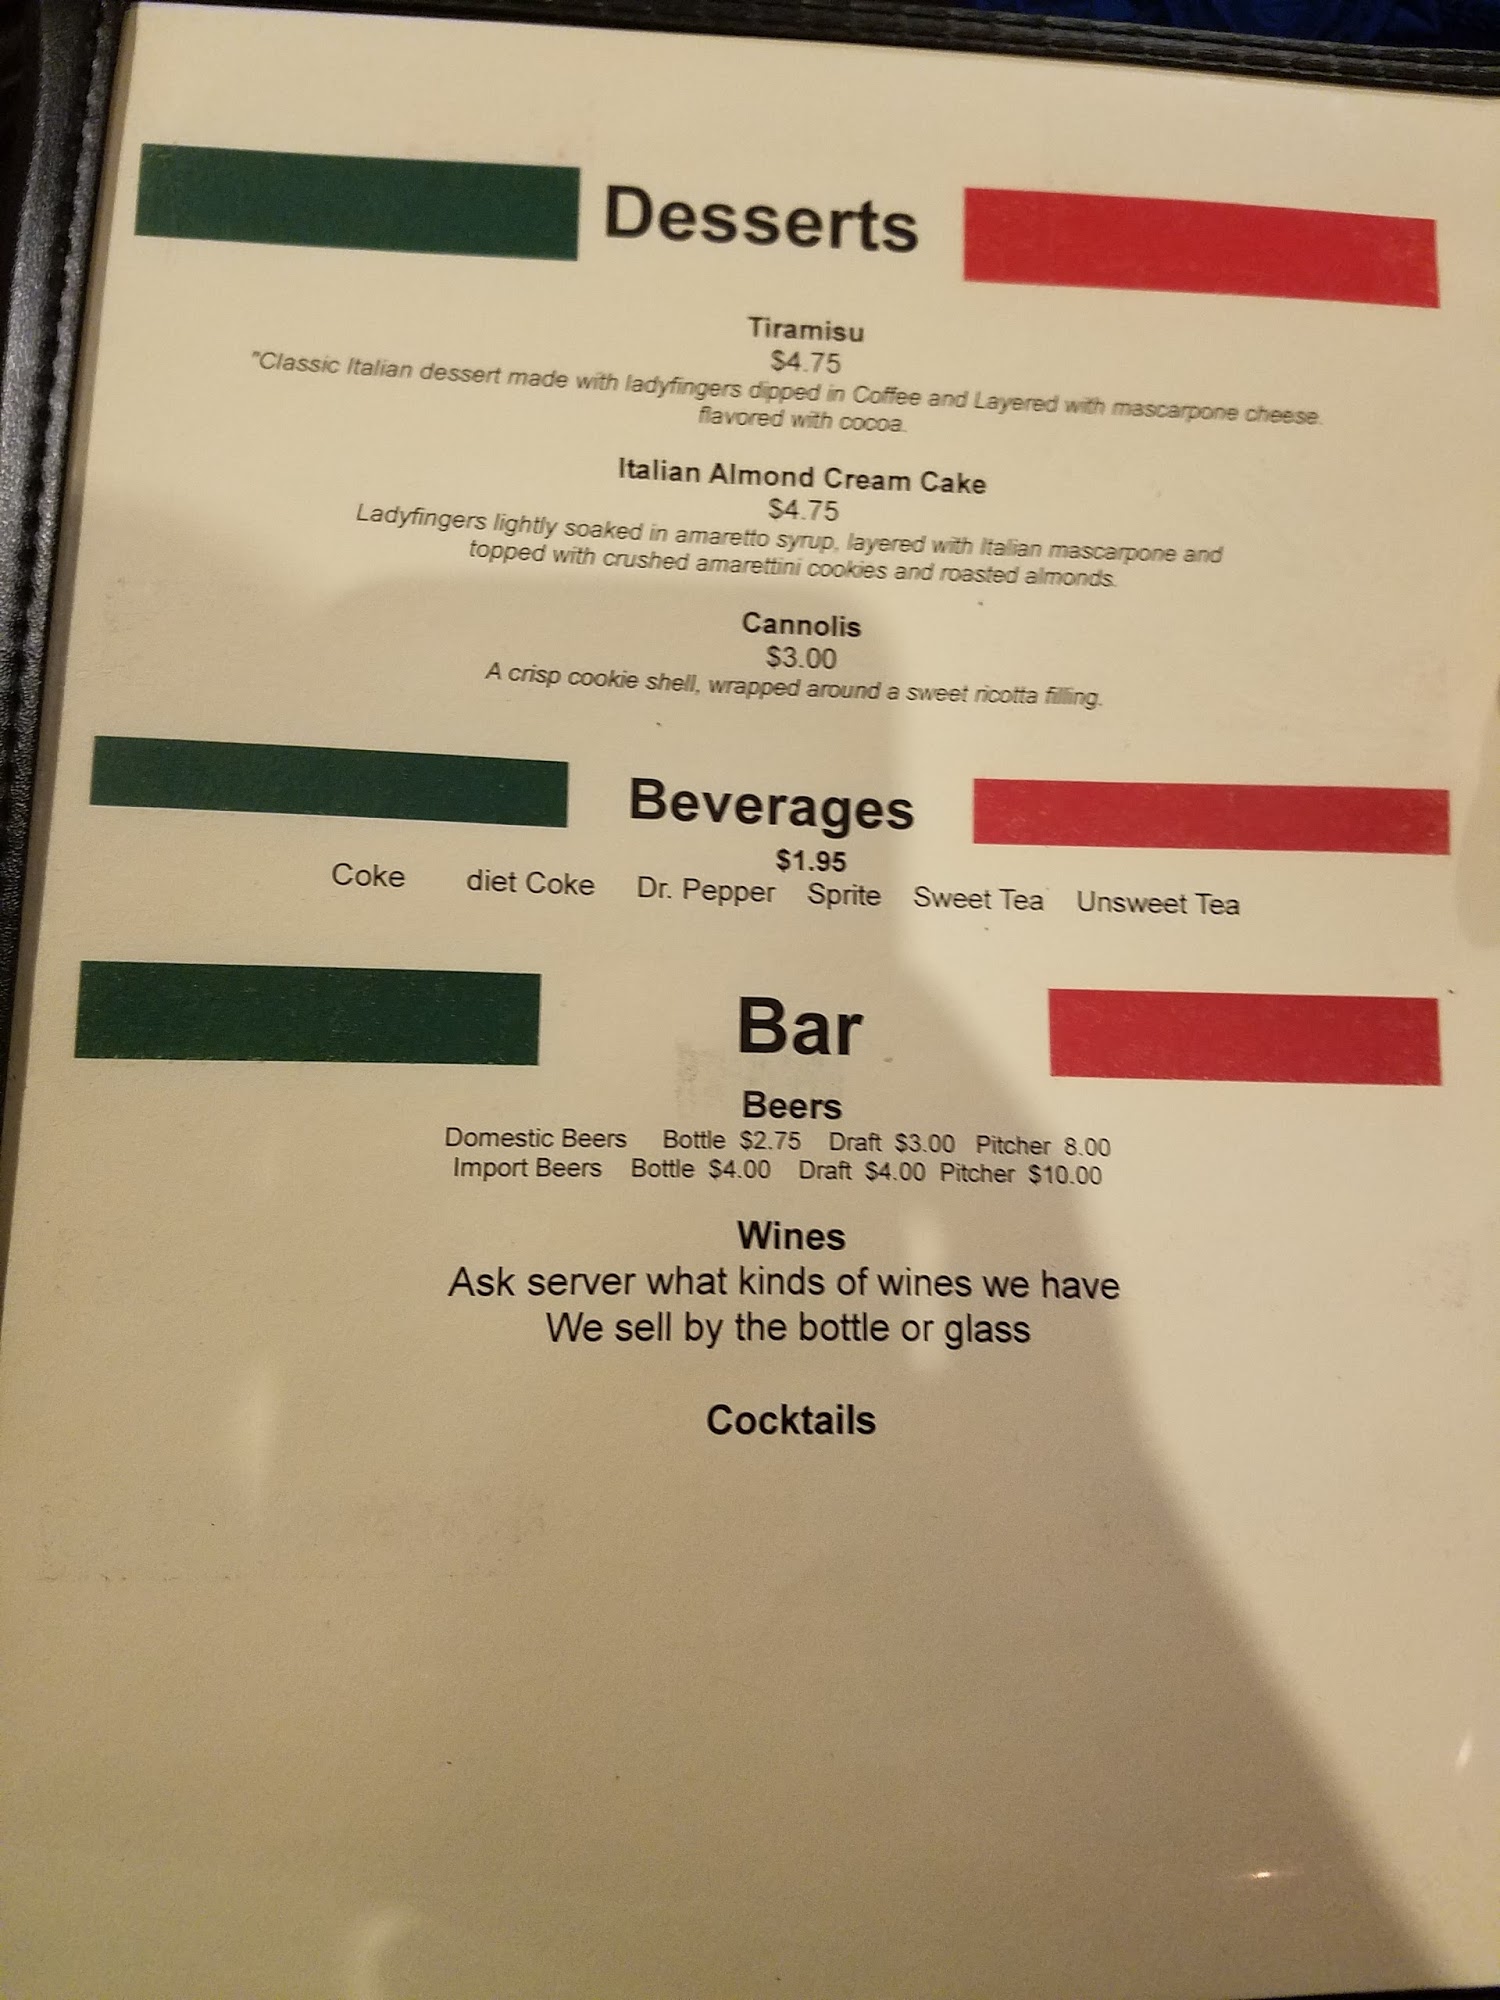 Desserts
Tiramisu
$4.75
"Classic Italian dessert made with ladyfingers dipped in Coffee and Layered with mascarpone cheese.
flavored with cocoa.
Italian Almond Cream Cake
$4.75
Ladyfingers lightly soaked in amaretto syrup, layered with Italian mascarpone and
topped with crushed amarettini cookies and roasted almonds.
Cannolis
$3.00
A crisp cookie shell, wrapped around a sweet ricotta filling.
Beverages
$1.95
Coke diet Coke Dr. Pepper Sprite Sweet Tea Unsweet Tea
Bar
Beers
Domestic Beers Bottle $2.75 Draft $3.00 Pitcher 8.00
Import Beers Bottle $4.00 Draft $4.00 Pitcher $10.00
Wines
Ask server what kinds of wines we have
We sell by the bottle or glass
Cocktails